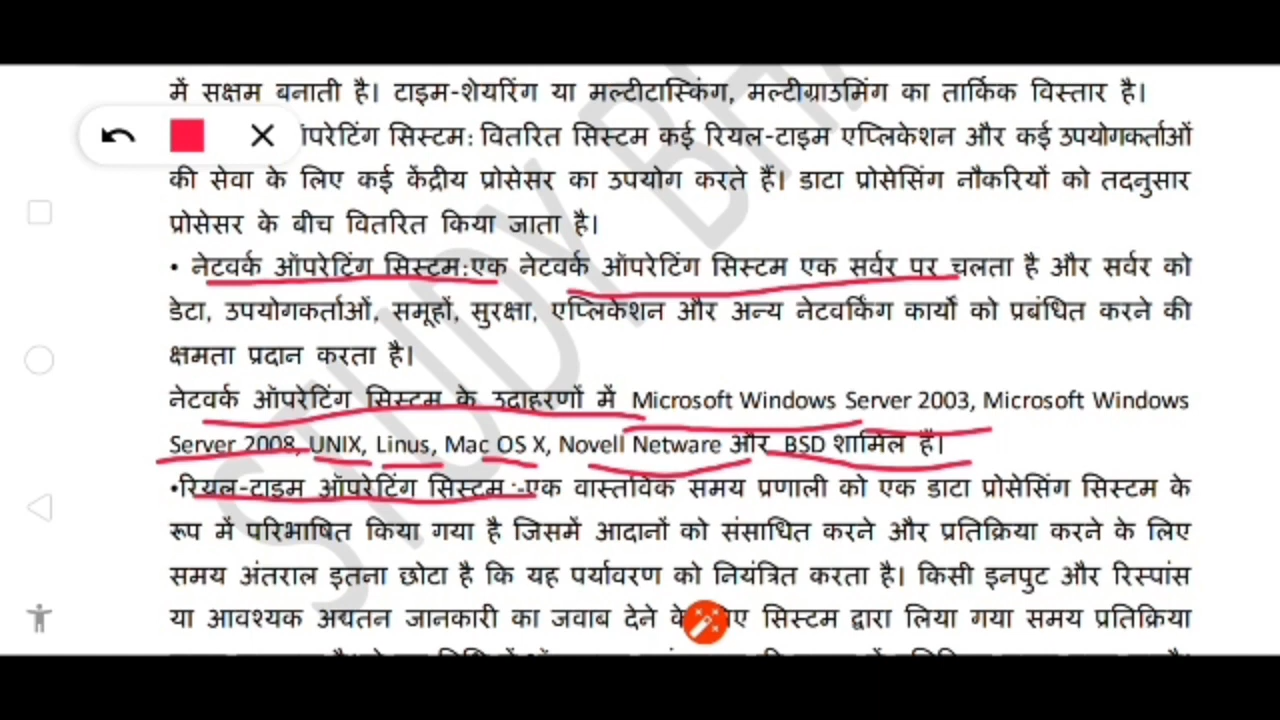 में सक्षम बनाती है। टाइम-शेयरिंग या मल्टीटास्किंग, मल्टीग्राउमिंग का तार्किक विस्तार है।
ऑपरेटिंग सिस्टम: वितरित सिस्टम कई रियल-टाइम एप्लिकेशन और कई उपयोगकर्ताओं
की सेवा के लिए कई केंद्रीय प्रोसेसर का उपयोग करते हैं। डाटा प्रोसेसिंग नौकरियों को तदनुसार
प्रोसेसर के बीच वितरित किया जाता है।
• नेटवर्क ऑपरेटिंग सिस्टम:एक नेटवर्क ऑपरेटिंग सिस्टम एक सर्वर पर चलता है और सर्वर को
डेटा, उपयोगकर्ताओं, समूहों, सुरक्षा, एप्लिकेशन और अन्य नेटवर्किंग कार्यों को प्रबंधित करने की
क्षमता प्रदान करता है।
नेटवर्क ऑपरेटिंग सिस्टम के उदाहरणों में Microsoft Windows Server 2003, Microsoft Windows
Server 2008, UNIX, Linus, Mac OS X, Novell Netware और BSD शामिल हैं।
•रियल-टाइम ऑपरेटिंग सिस्टम :-एक वास्तविक समय प्रणाली को एक डाटा प्रोसेसिंग सिस्टम के
रूप में परिभाषित किया गया है जिसमें आदानों को संसाधित करने और प्रतिक्रिया करने के लिए
समय अंतराल इतना छोटा है कि यह पर्यावरण को नियंत्रित करता है। किसी इनपुट और रिस्पांस
या आवश्यक अद्यतन जानकारी का जवाब देने के लिए सिस्टम द्वारा लिया गया समय प्रतिक्रिया
STUDY